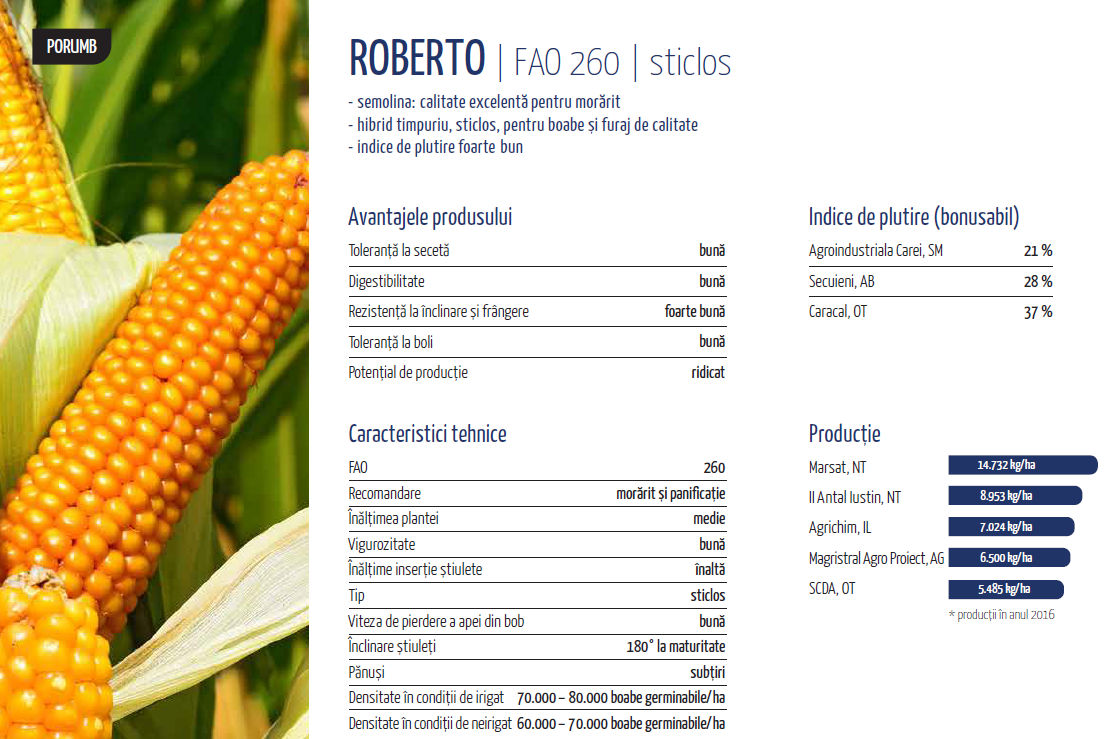 PORUMB
ROBERTO | FAO 260 | sticlos
- semolina: calitate excelentă pentru morărit
- hibrid timpuriu, sticlos, pentru boabe și furaj de calitate
- indice de plutire foarte bun
Avantajele produsului
Toleranță la secetă bună
Digestibilitate bună
Rezistență la înclinare și frângere foarte bună
Toleranță la boli bună
Potențial de producție ridicat
Indice de plutire (bonusabil)
Agroindustriala Carei, SM 21 %
Secuieni, AB 28 %
Caracal, OT 37 %
Caracteristici tehnice
FAO 260
Recomandare morărit și panificație
Înălțimea plantei medie
Vigurozitate bună
Înălțime inserție știulete înaltă
Tip sticlos
Viteza de pierdere a apei din bob bună
Înclinare știuleți 180° la maturitate
Pănuși subțiri
Densitate în condiții de irigat 70.000 – 80.000 boabe germinabile/ha
Densitate în condiții de neirigat 60.000 – 70.000 boabe germinabile/ha
Producție
Marsat, NT 14.732 kg/ha
II Antal Iustin, NT 8.953 kg/ha
Agrichim, IL 7.024 kg/ha
Magristral Agro Proiect, AG 6.500 kg/ha
SCDA, OT 5.485 kg/ha
* producții în anul 2016